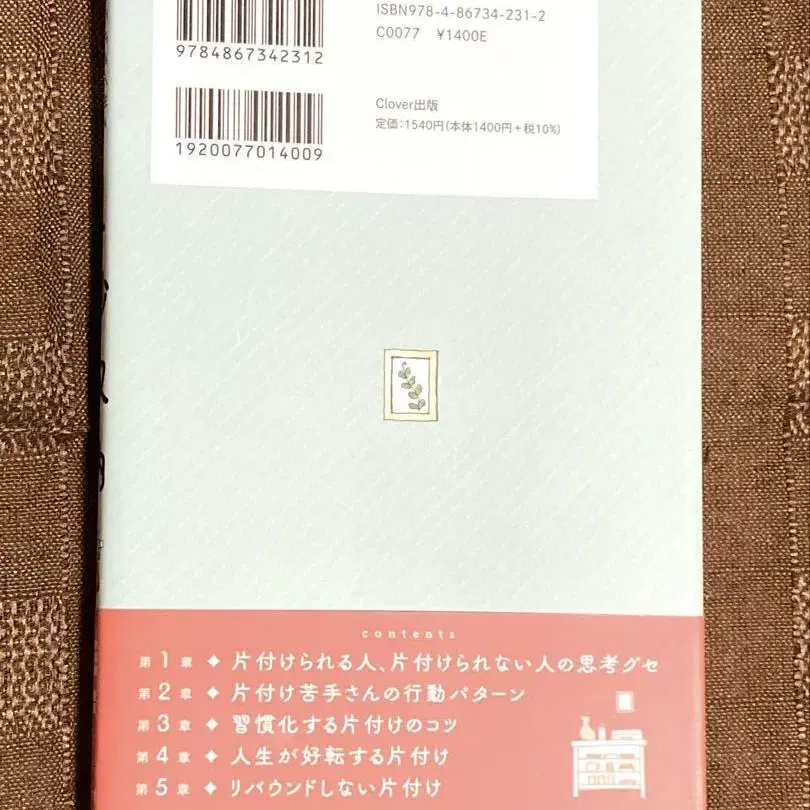 ISBN978-4-86734-231-2
C0077 ¥1400E
9784867342312
Clover出版
定価:1540円(本体1400円+税10%)
1920077014009
contents
第1章 ◆ 片付けられる人、片付けられない人の思考グセ
第2章 ◆ 片付け苦手さんの行動パターン
第3章 ◆ 習慣化する片付けのコツ
第4章 ◆ 人生が好転する片付け
第5章 ◆ リバウンドしない片付け